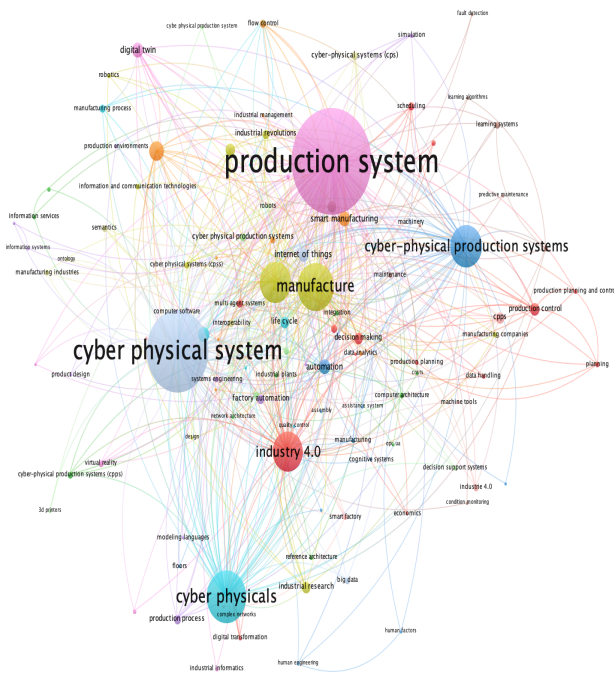 fault detection
cybe physical production system
flow control
simulation
digital twin
cyber-physical systems (cps)
robotics
learning algorithms
manufacturing process
scheduling
industrial management
learning systems
industrial revolutions
production environments
production system
information and communication technologies
predictive maintenance
robots
information services
smart manufacturing
machinery
semantics
cyber physical production systems
cyber-physical production systems
information systems
internet of things
ontology
cyber physical systems (cpss)
manufacturing industries
maintenance
manufacture
production planning and contro
multi agent systems
computer software
integration
production control
cpps
interoperability
life cycle
manufacturing companies
decision making
cyber physical system
data analytics
production planning
planning
automation
costs
product design
systems engineering
industrial plants
data handling
factory automation
computer architecture
machine tools
assistance system
assembly
network architecture
quality control
design
manufacturing
opc ua
industry 4.0
cognitive systems
virtual reality
decision support systems
cyber-physical production systems (cpps)
industrie 4.0
condition monitoring
3d printers
smart factory
economics
modeling languages
reference architecture
floors
big data
industrial research
cyber physicals
complex networks
production process
human factors
digital transformation
human engineering
industrial informatics